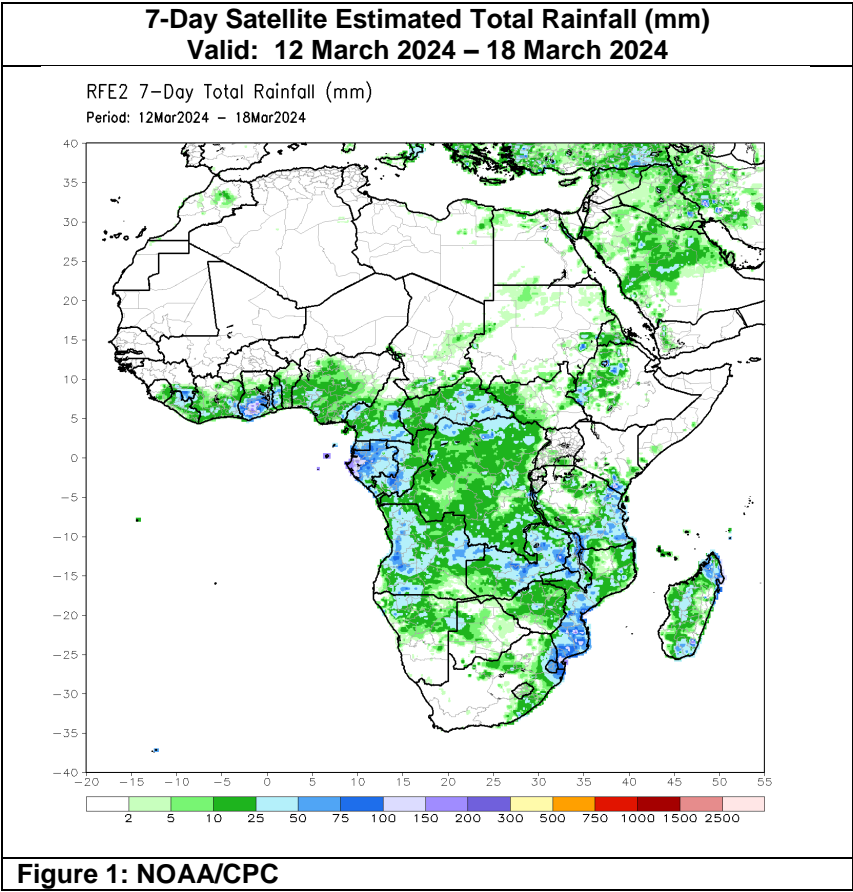 7-Day Satellite Estimated Total Rainfall (mm)
Valid: 12 March 2024 – 18 March 2024
RFE2 7-Day Total Rainfall (mm)
Period: 12Mar2024 - 18Mar2024
40
35
30
25
20
15
10
5
0
-5
-10
-15
-20
-25
-30
-35
-40
-20 -15 -10 -5 0 5 10 15 20 25 30 35 40 45 50 55
2 5 10 25 50 75 100 150 200 300 500 750 1000 1500 2500
Figure 1: NOAA/CPC